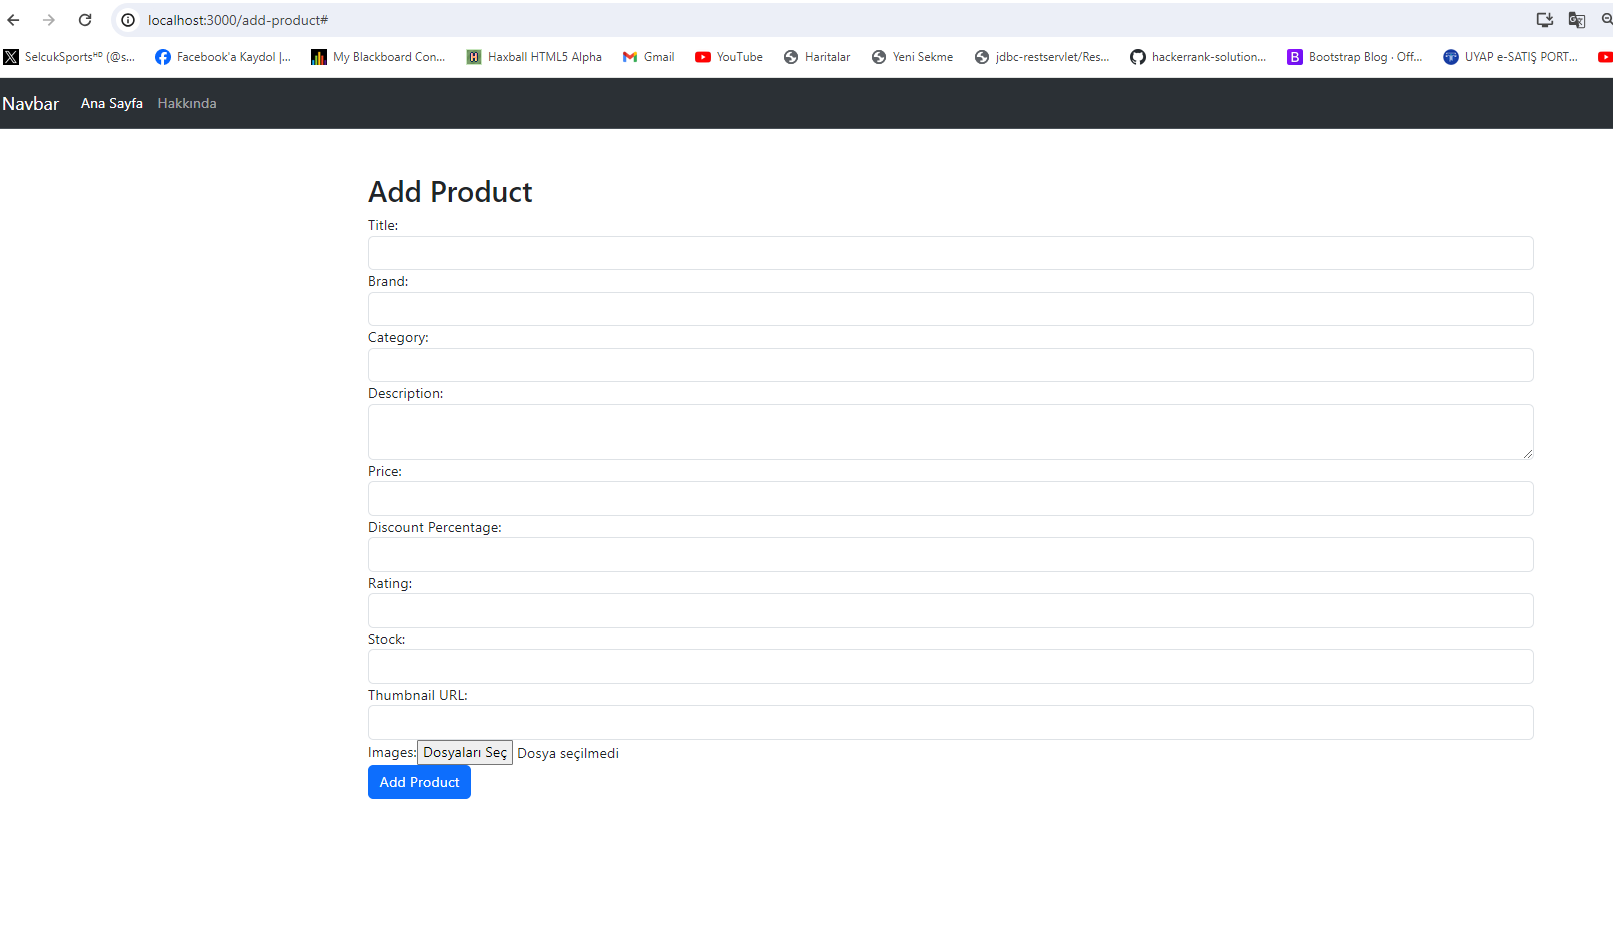 localhost:3000/add-product#
SelcukSportsᴴᴰ (@s... Facebook'a Kaydol |... My Blackboard Con... Haxball HTML5 Alpha Gmail YouTube Haritalar Yeni Sekme jdbc-restservlet/Res... hackerrank-solution... Bootstrap Blog · Off... UYAP e-SATIŞ PORT...
Navbar Ana Sayfa Hakkında
Add Product
Title:
Brand:
Category:
Description:
Price:
Discount Percentage:
Rating:
Stock:
Thumbnail URL:
Images: Dosyaları Seç Dosya seçilmedi
Add Product